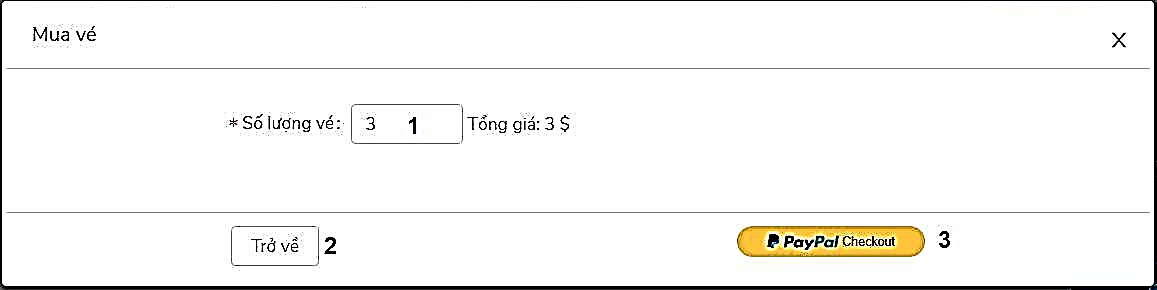 Mua vé
X
* Số lượng vé: 3 1 Tổng giá: 3 $
Trở về 2 PayPal Checkout 3